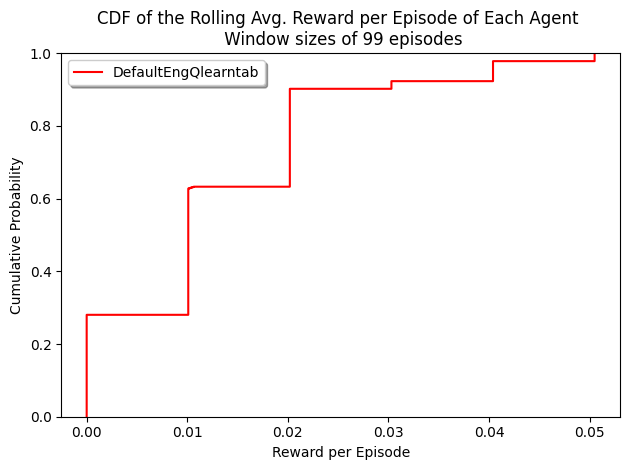 CDF of the Rolling Avg. Reward per Episode of Each Agent
Window sizes of 99 episodes
DefaultEngQlearntab
Cumulative Probability
1.0
0.8
0.6
0.4
0.2
0.0
0.00 0.01 0.02 0.03 0.04 0.05
Reward per Episode